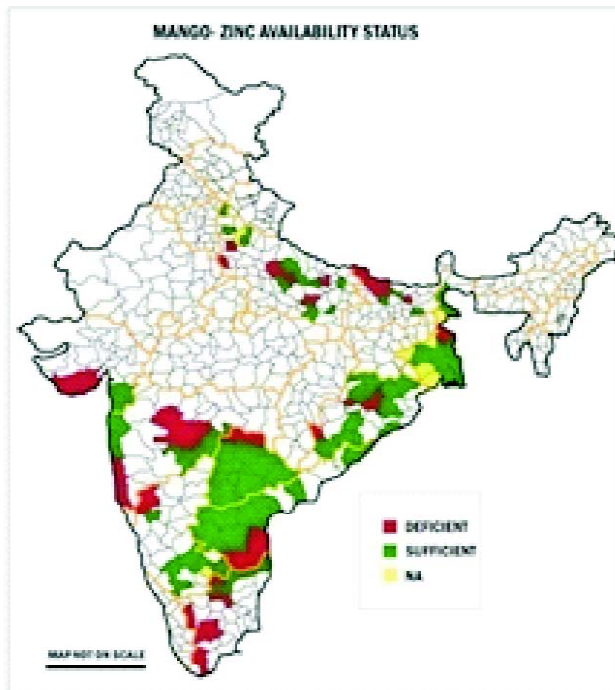 MANGO- ZINC AVAILABILITY STATUS
DEFICIENT
SUFFICIENT
NA
MAP NOT ON SCALE